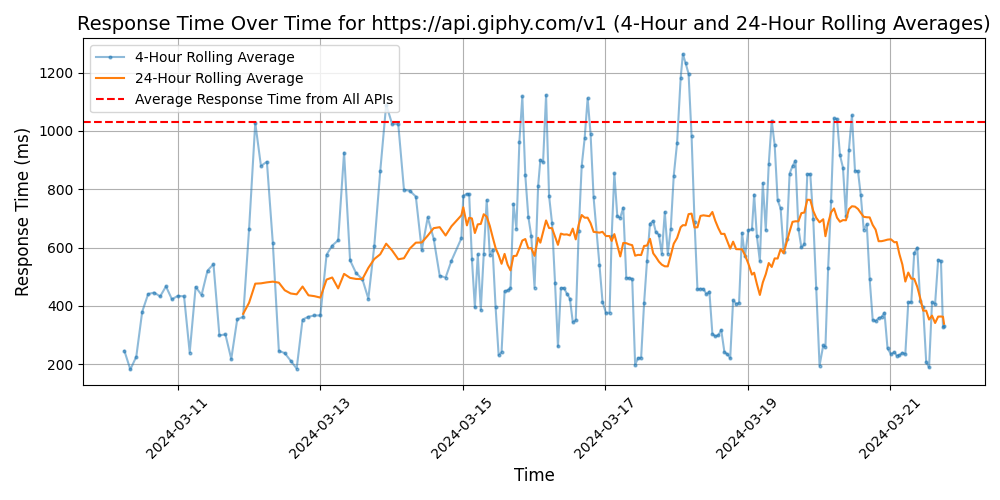 Response Time Over Time for https://api.giphy.com/v1 (4-Hour and 24-Hour Rolling Averages)
4-Hour Rolling Average
24-Hour Rolling Average
Average Response Time from All APIs
Response Time (ms)
1200
1000
800
600
400
200
2024-03-11
2024-03-13
2024-03-15
2024-03-17
2024-03-19
2024-03-21
Time